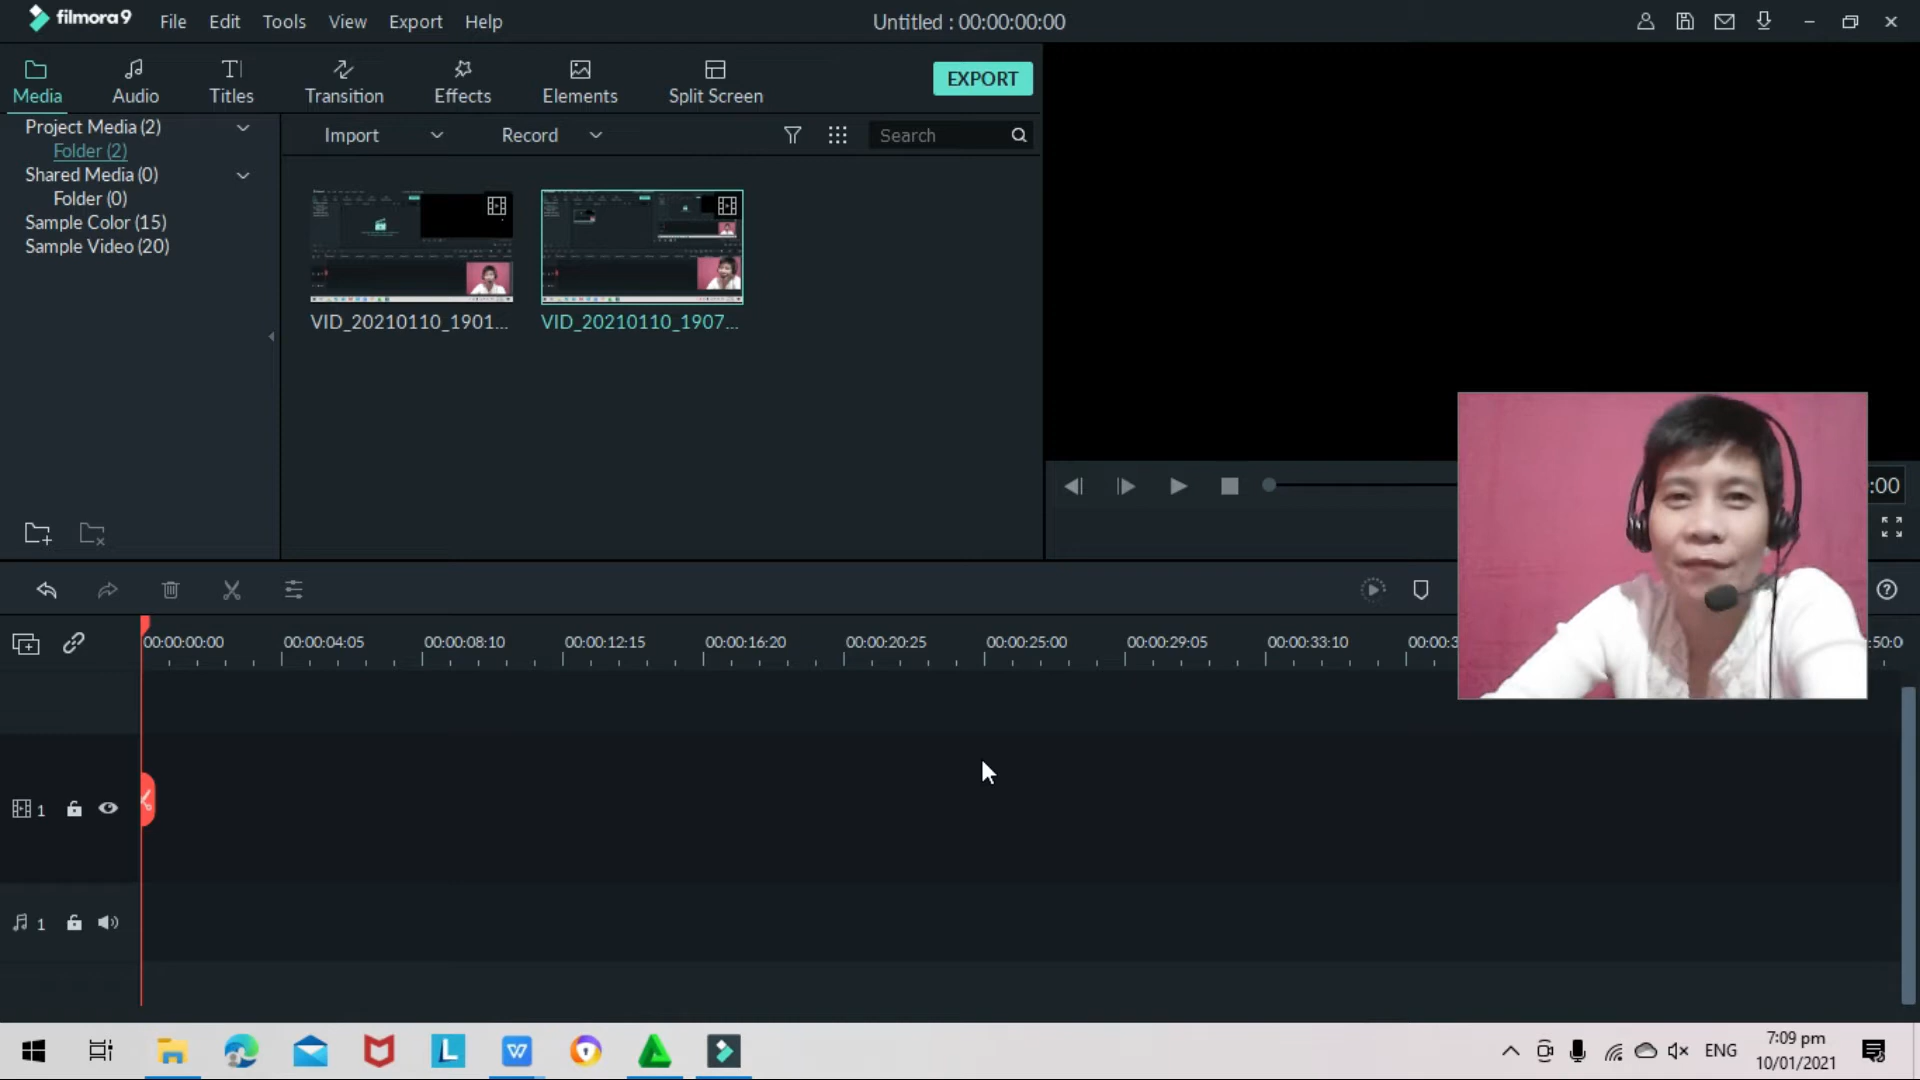 filmora9 File Edit Tools View Export Help Untitled : 00:00:00:00
Media Audio Titles Transition Effects Elements Split Screen EXPORT
Project Media (2)
Folder (2)
Shared Media (0)
Folder (0)
Sample Color (15)
Sample Video (20)
Import Record Search
VID_20210110_1901... VID_20210110_1907...
:00
00:00:00:00 00:00:04:05 00:00:08:10 00:00:12:15 00:00:16:20 00:00:20:25 00:00:25:00 00:00:29:05 00:00:33:10 00:00:3 :50:0
1
1
ENG 7:09 pm
10/01/2021